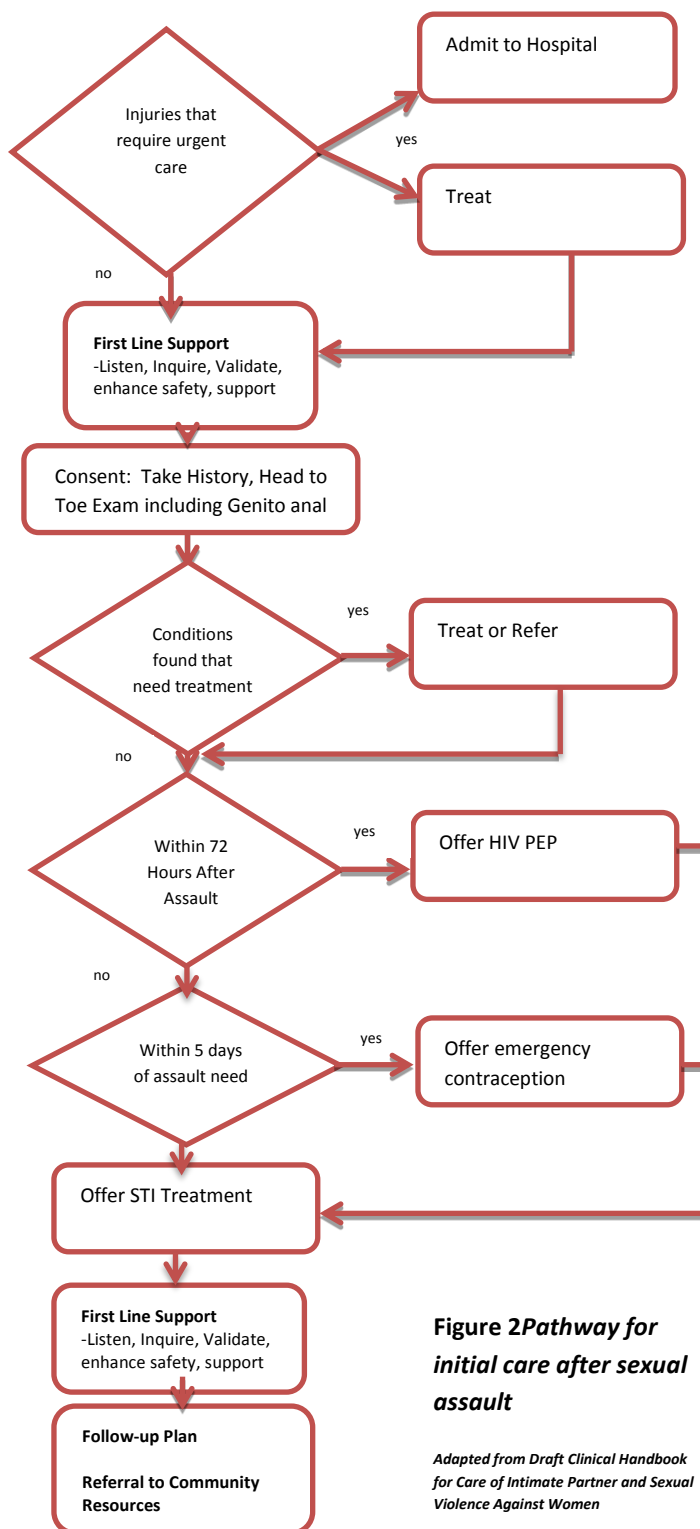 Admit to Hospital
Injuries that
require urgent
care
yes
Treat
no
First Line Support
-Listen, Inquire, Validate,
enhance safety, support
Consent:  Take History, Head to
Toe Exam including Genito anal
Conditions
found that
need treatment
yes
Treat or Refer
no
Within 72
Hours After
Assault
yes
Offer HIV PEP
no
Within 5 days
of assault need
yes
Offer emergency
contraception
Offer STI Treatment
First Line Support
-Listen, Inquire, Validate,
enhance safety, support
Follow-up Plan
Referral to Community
Resources
Figure 2Pathway for
initial care after sexual
assault
Adapted from Draft Clinical Handbook
for Care of Intimate Partner and Sexual
Violence Against Women